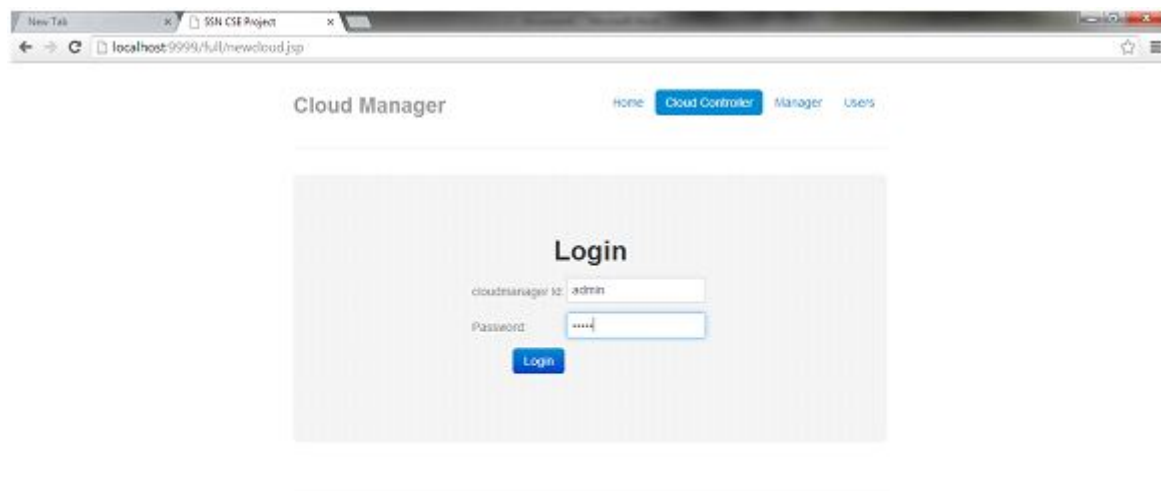 New Tab
SSN CSE Project
localhost:9999/full/newcloud.jsp
Cloud Manager
Home
Cloud Controller
Manager
Users
Login
cloudmanager Id:
admin
Password:
•••••
Login